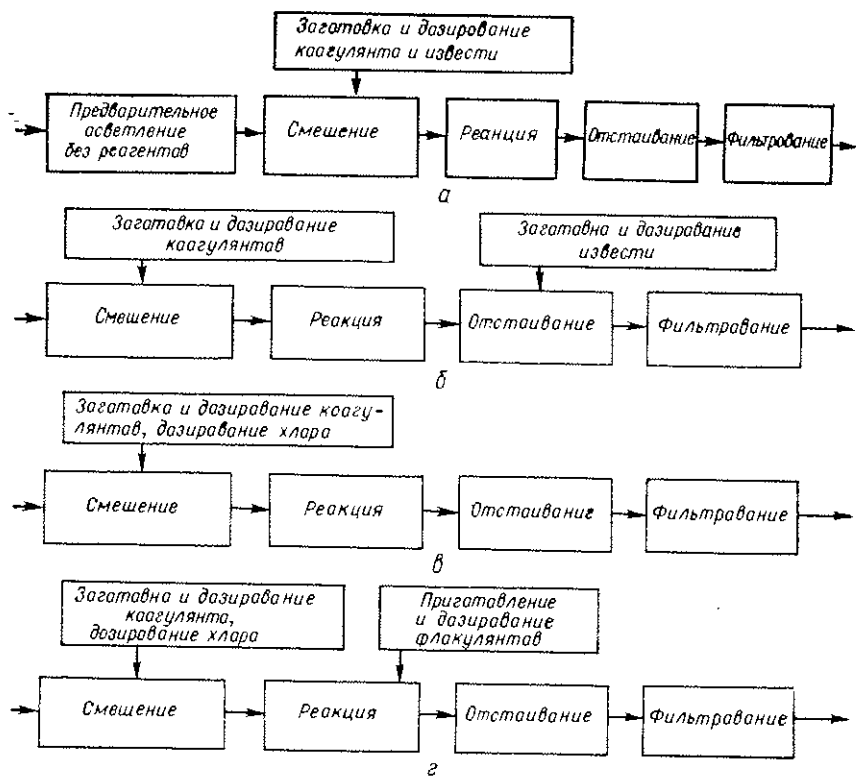 Заготовка и дозирование
коагулянта и извести
Предварительное
осветление
без реагентов
Смешение
Реакция
Отстаивание
Фильтрование
а
Заготовка и дозирование
коагулянтов
Заготовка и дозирование
извести
Смешение
Реакция
Отстаивание
Фильтрование
б
Заготовка и дозирование коагу-
лянтов, дозирование хлора
Смешение
Реакция
Отстаивание
Фильтрование
в
Заготовка и дозирование
коагулянта,
дозирование хлора
Приготовление
и дозирование
флокулянтов
Смешение
Реакция
Отстаивание
Фильтрование
г